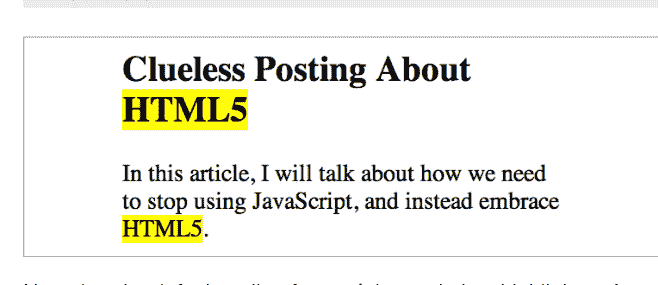 Clueless Posting About
HTML5
In this article, I will talk about how we need
to stop using JavaScript, and instead embrace
HTML5.